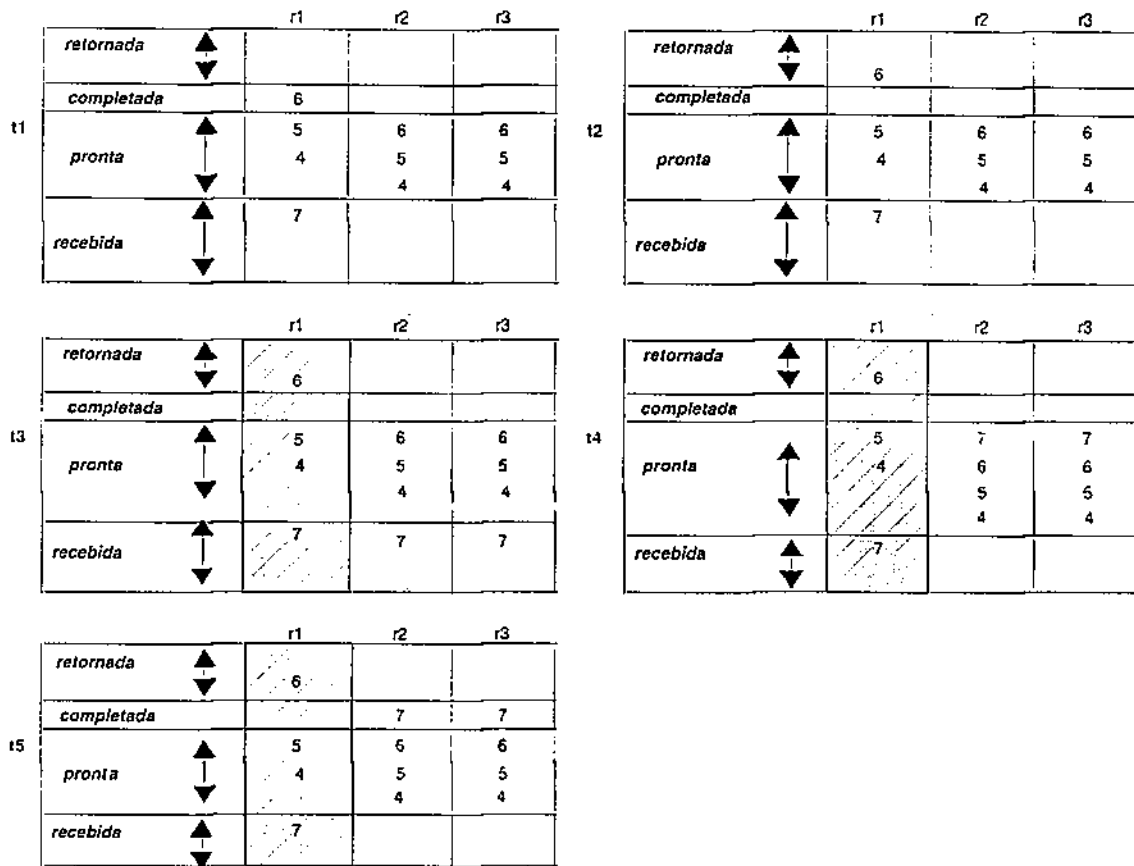 r1 r2 r3
retornada
completada 6
5 6 6
t1
pronta 4 5 5
4 4
7
recebida
r1 r2 r3
retornada
6
completada
5 6 6
t2
pronta 4 5 5
4 4
7
recebida
r1 r2 r3
retornada
6
completada
5 6 6
t3
pronta 4 5 5
4 4
7 7 7
recebida
r1 r2 r3
retornada
6
completada
5 7 7
t4
pronta 4 6 6
5 5
4 4
recebida 7
r1 r2 r3
retornada
6
completada 7 7
5 6 6
t5
pronta 4 5 5
4 4
recebida 7